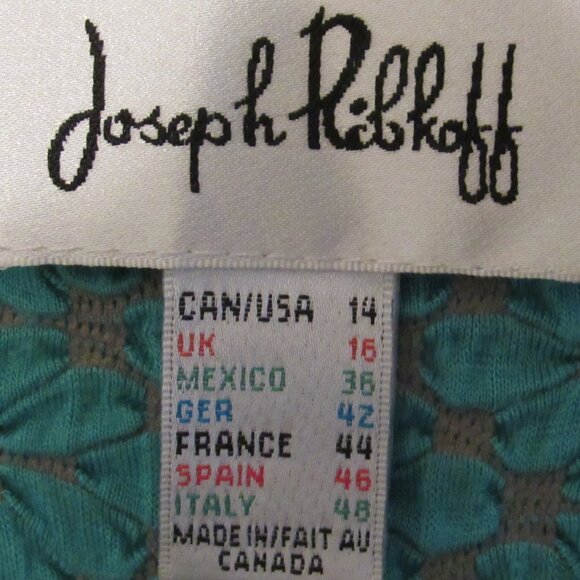 Joseph Ribkoff
CAN/USA 14
UK 16
MEXICO 36
GER 42
FRANCE 44
SPAIN 46
ITALY 48
MADE IN/FAIT AU
CANADA